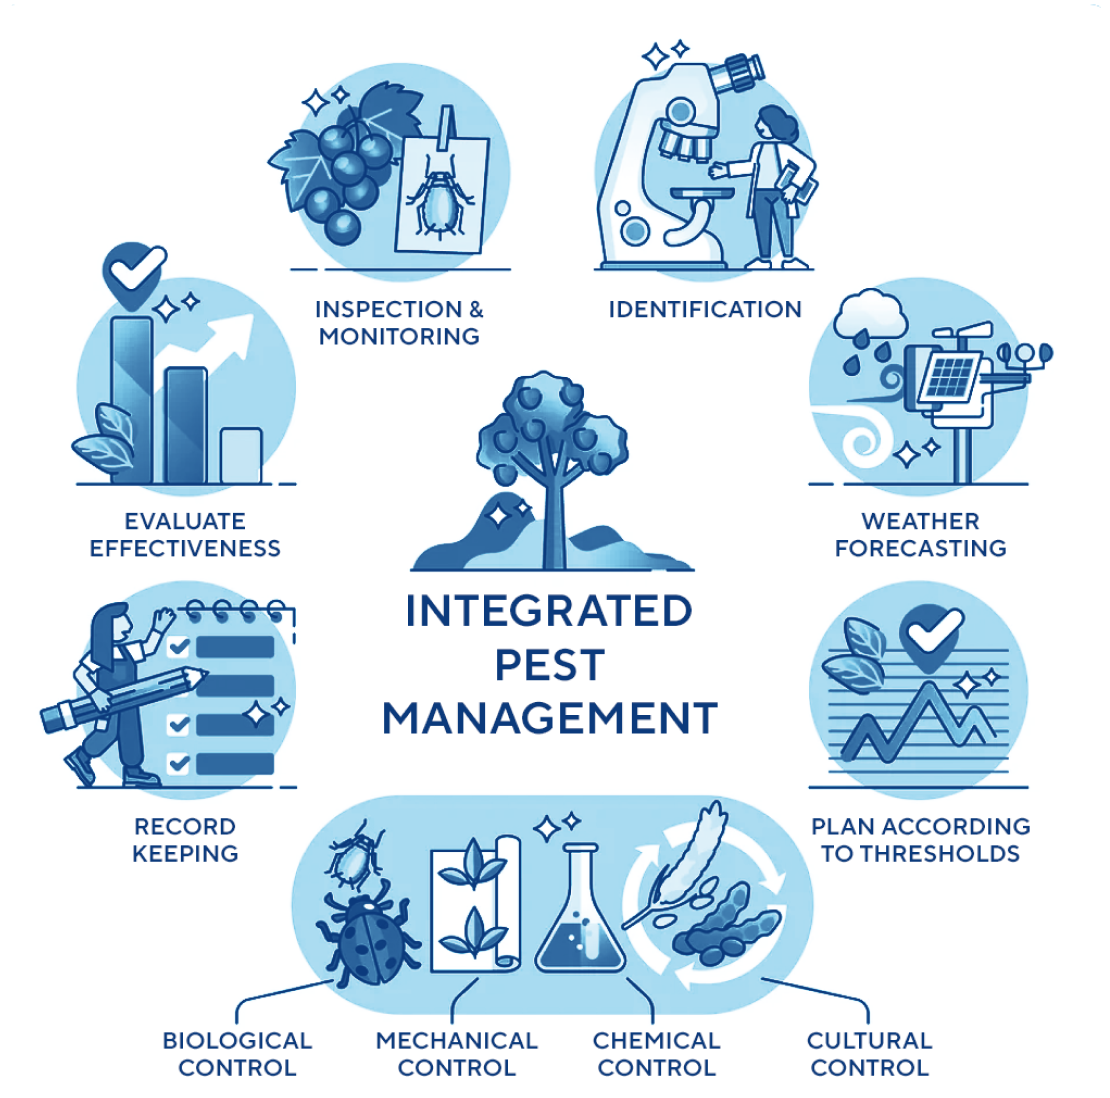 INSPECTION &
MONITORING
IDENTIFICATION
WEATHER
FORECASTING
EVALUATE
EFFECTIVENESS
INTEGRATED
PEST
MANAGEMENT
RECORD
KEEPING
PLAN ACCORDING
TO THRESHOLDS
BIOLOGICAL
CONTROL
MECHANICAL
CONTROL
CHEMICAL
CONTROL
CULTURAL
CONTROL